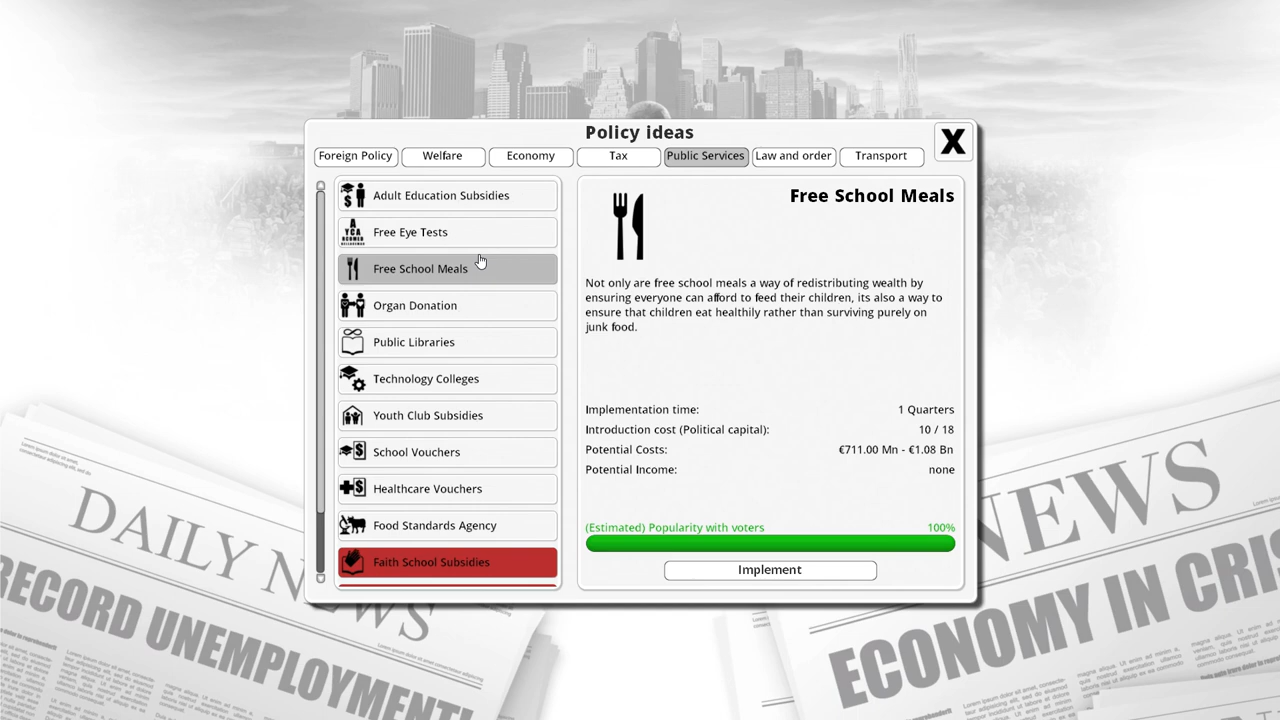 Policy ideas
X
Foreign Policy
Welfare
Economy
Tax
Public Services
Law and order
Transport
Adult Education Subsidies
Free Eye Tests
Free School Meals
Organ Donation
Public Libraries
Technology Colleges
Youth Club Subsidies
School Vouchers
Healthcare Vouchers
Food Standards Agency
Faith School Subsidies
Free School Meals
Not only are free school meals a way of redistributing wealth by
ensuring everyone can afford to feed their children, its also a way to
ensure that children eat healthily rather than surviving purely on
junk food.
Implementation time: 1 Quarters
Introduction cost (Political capital): 10 / 18
Potential Costs: €711.00 Mn - €1.08 Bn
Potential Income: none
(Estimated) Popularity with voters 100%
Implement
DAILY NEWS
RECORD UNEMPLOYMENT!
NEWS
ECONOMY IN CRIS